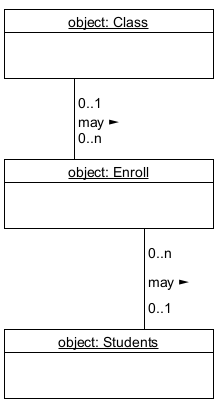 object: Class
0..1
may ►
0..n
object: Enroll
0..n
may ►
0..1
object: Students